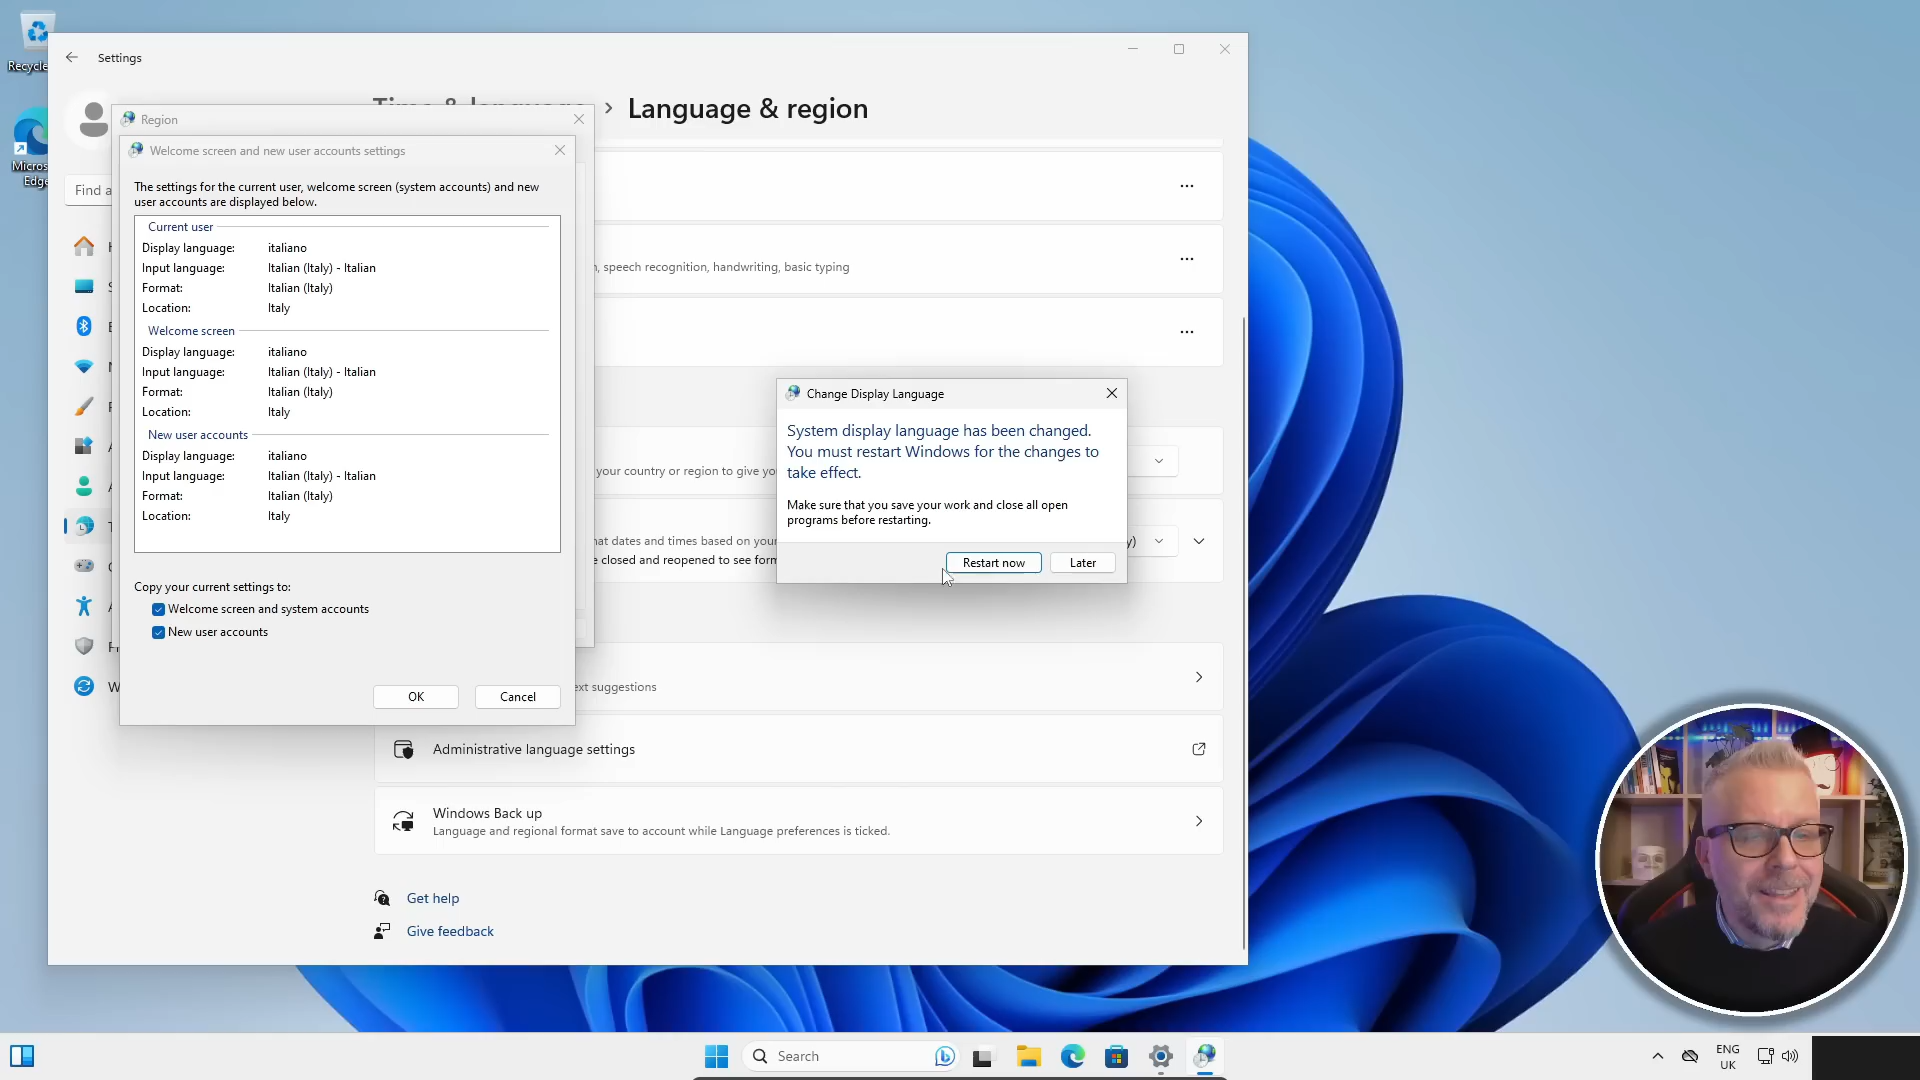 Recycle
Micros
Edge
Settings
Language & region
Region
Welcome screen and new user accounts settings
Find a
The settings for the current user, welcome screen (system accounts) and new
user accounts are displayed below.
Current user
Display language: italiano
Input language: Italian (Italy) - Italian
Format: Italian (Italy)
Location: Italy
Welcome screen
Display language: italiano
Input language: Italian (Italy) - Italian
Format: Italian (Italy)
Location: Italy
New user accounts
Display language: italiano
Input language: Italian (Italy) - Italian
Format: Italian (Italy)
Location: Italy
Copy your current settings to:
Welcome screen and system accounts
New user accounts
OK Cancel
, speech recognition, handwriting, basic typing
your country or region to give yo
at dates and times based on your
y)
e closed and reopened to see form
Change Display Language
System display language has been changed.
You must restart Windows for the changes to
take effect.
Make sure that you save your work and close all open
programs before restarting.
Restart now Later
ext suggestions
Administrative language settings
Windows Back up
Language and regional format save to account while Language preferences is ticked.
Get help
Give feedback
Search
ENG
UK